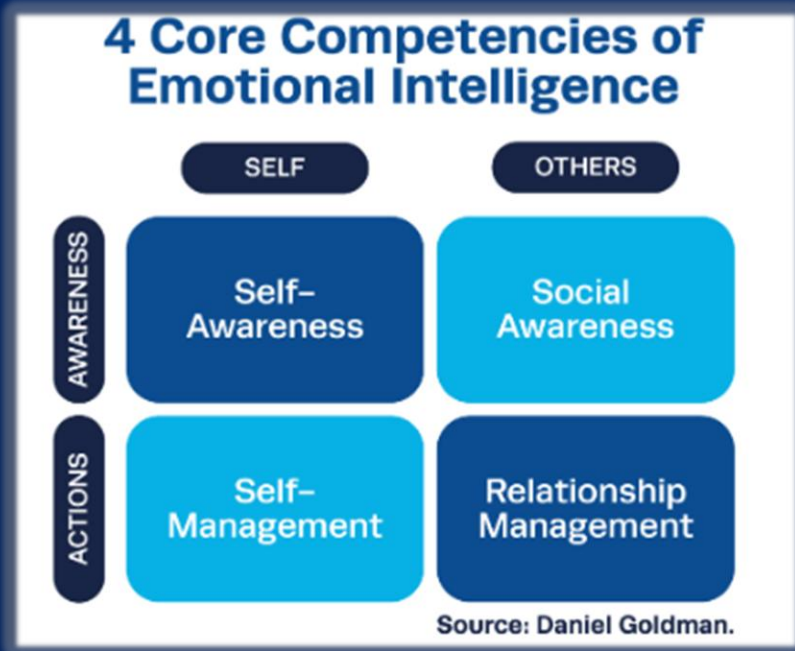 4 Core Competencies of
Emotional Intelligence
SELF
OTHERS
AWARENESS
Self-
Awareness
Social
Awareness
ACTIONS
Self-
Management
Relationship
Management
Source: Daniel Goldman.